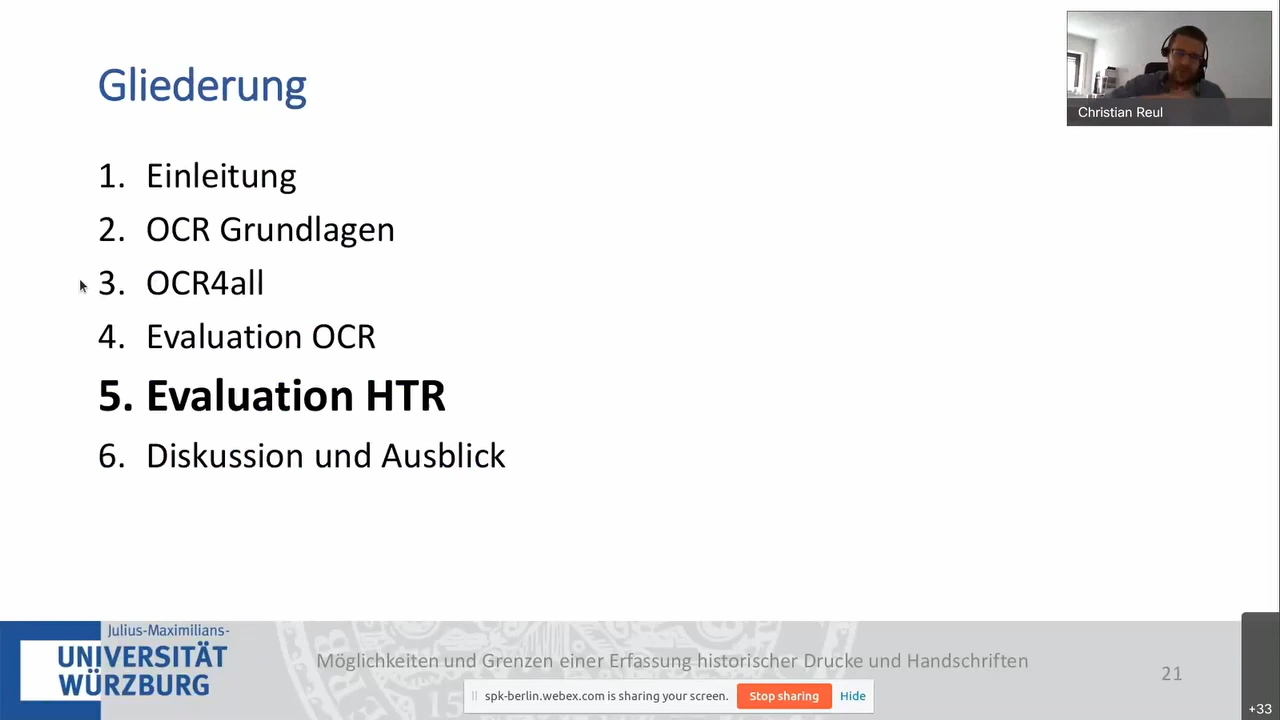 Gliederung
Christian Reul
1. Einleitung
2. OCR Grundlagen
3. OCR4all
4. Evaluation OCR
5. Evaluation HTR
6. Diskussion und Ausblick
Julius-Maximilians-
UNIVERSITÄT
WÜRZBURG
Möglichkeiten und Grenzen einer Erfassung historischer Drucke und Handschriften
21
spk-berlin.webex.com is sharing your screen.
Stop sharing
Hide
+33